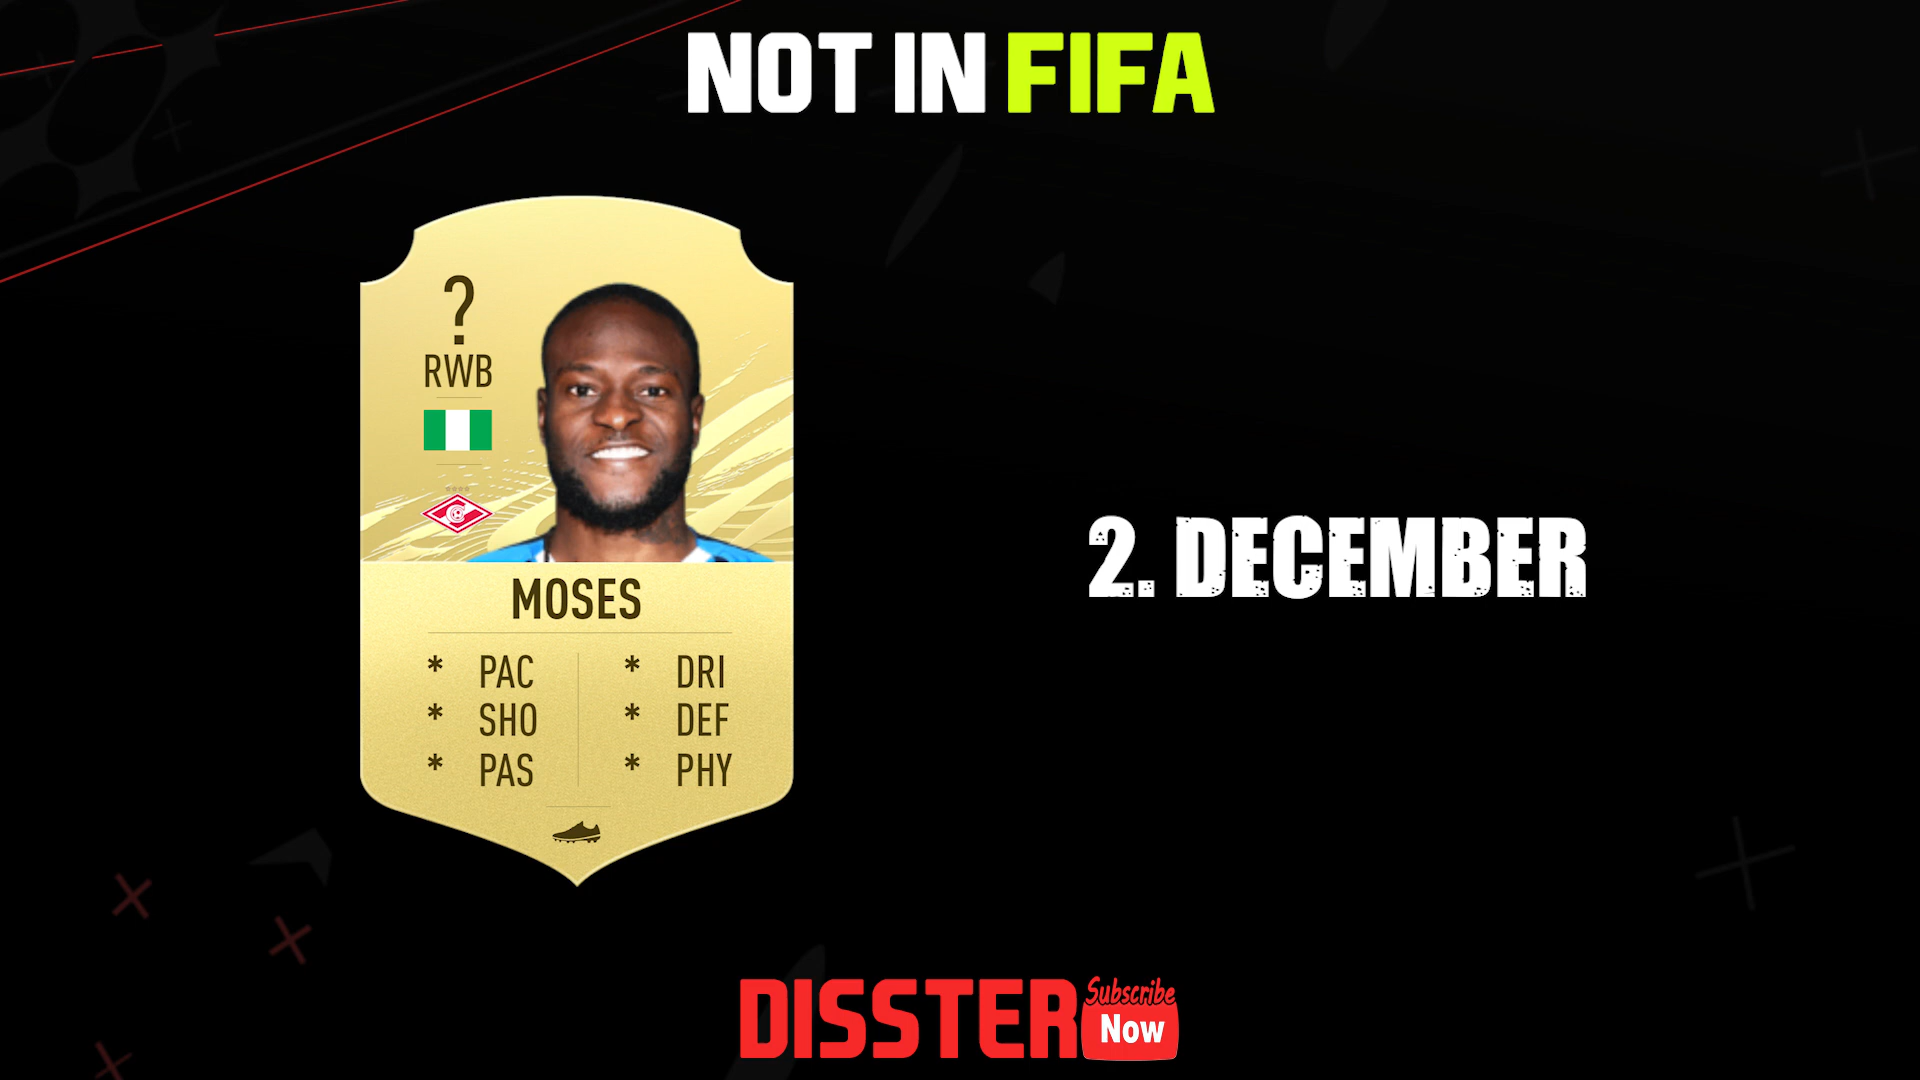 NOT IN FIFA
?
RWB
MOSES
* PAC * DRI
* SHO * DEF
* PAS * PHY
2. DECEMBER
DISSTER Subscribe
Now